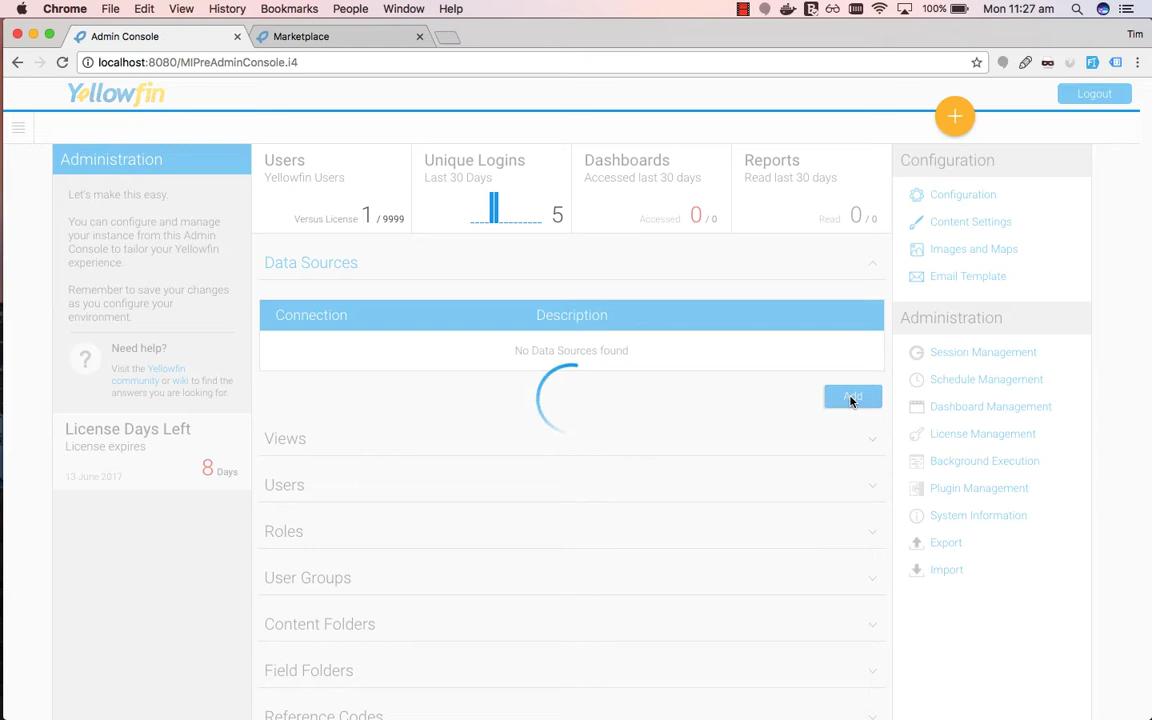 Chrome File Edit View History Bookmarks People Window Help 100% Mon 11:27 am
Admin Console Marketplace Tim
localhost:8080/MIPreAdminConsole.i4
Yellowfin Logout
Administration
Let's make this easy.
You can configure and manage
your instance from this Admin
Console to tailor your Yellowfin
experience.
Remember to save your changes
as you configure your
environment.
?
Need help?
Visit the Yellowfin
community or wiki to find the
answers you are looking for.
License Days Left
License expires
8 Days
13 June 2017
Users
Yellowfin Users
Versus License 1 / 9999
Unique Logins
Last 30 Days
5
Dashboards
Accessed last 30 days
Accessed 0 / 0
Reports
Read last 30 days
Read 0 / 0
Data Sources
Connection Description
No Data Sources found
Add
Views
Users
Roles
User Groups
Content Folders
Field Folders
Reference Codes
Configuration
Configuration
Content Settings
Images and Maps
Email Template
Administration
Session Management
Schedule Management
Dashboard Management
License Management
Background Execution
Plugin Management
System Information
Export
Import